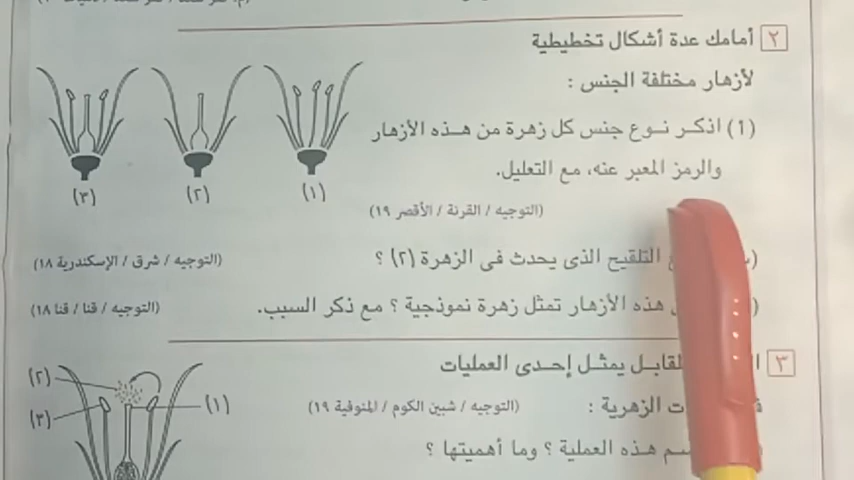 ٢ أمامك عدة أشكال تخطيطية
لأزهار مختلفة الجنس :
(١) اذكر نوع جنس كل زهرة من هذه الأزهار
والرمز المعبر عنه، مع التعليل.
(التوجيه / القرنة / الأقصر ١٩)
(١)
(٢)
(٣)
التلقيح الذى يحدث فى الزهرة (٢) ؟
(التوجيه / شرق / الإسكندرية ١٨)
هذه الأزهار تمثل زهرة نموذجية ؟ مع ذكر السبب.
(التوجيه / قنا / قنا ١٨)
٣ يمثل إحدى العمليات
الزهرية :
(التوجيه / شبين الكوم / المنوفية ١٩)
هذه العملية ؟ وما أهميتها ؟
(١)
(٢)
(٣)